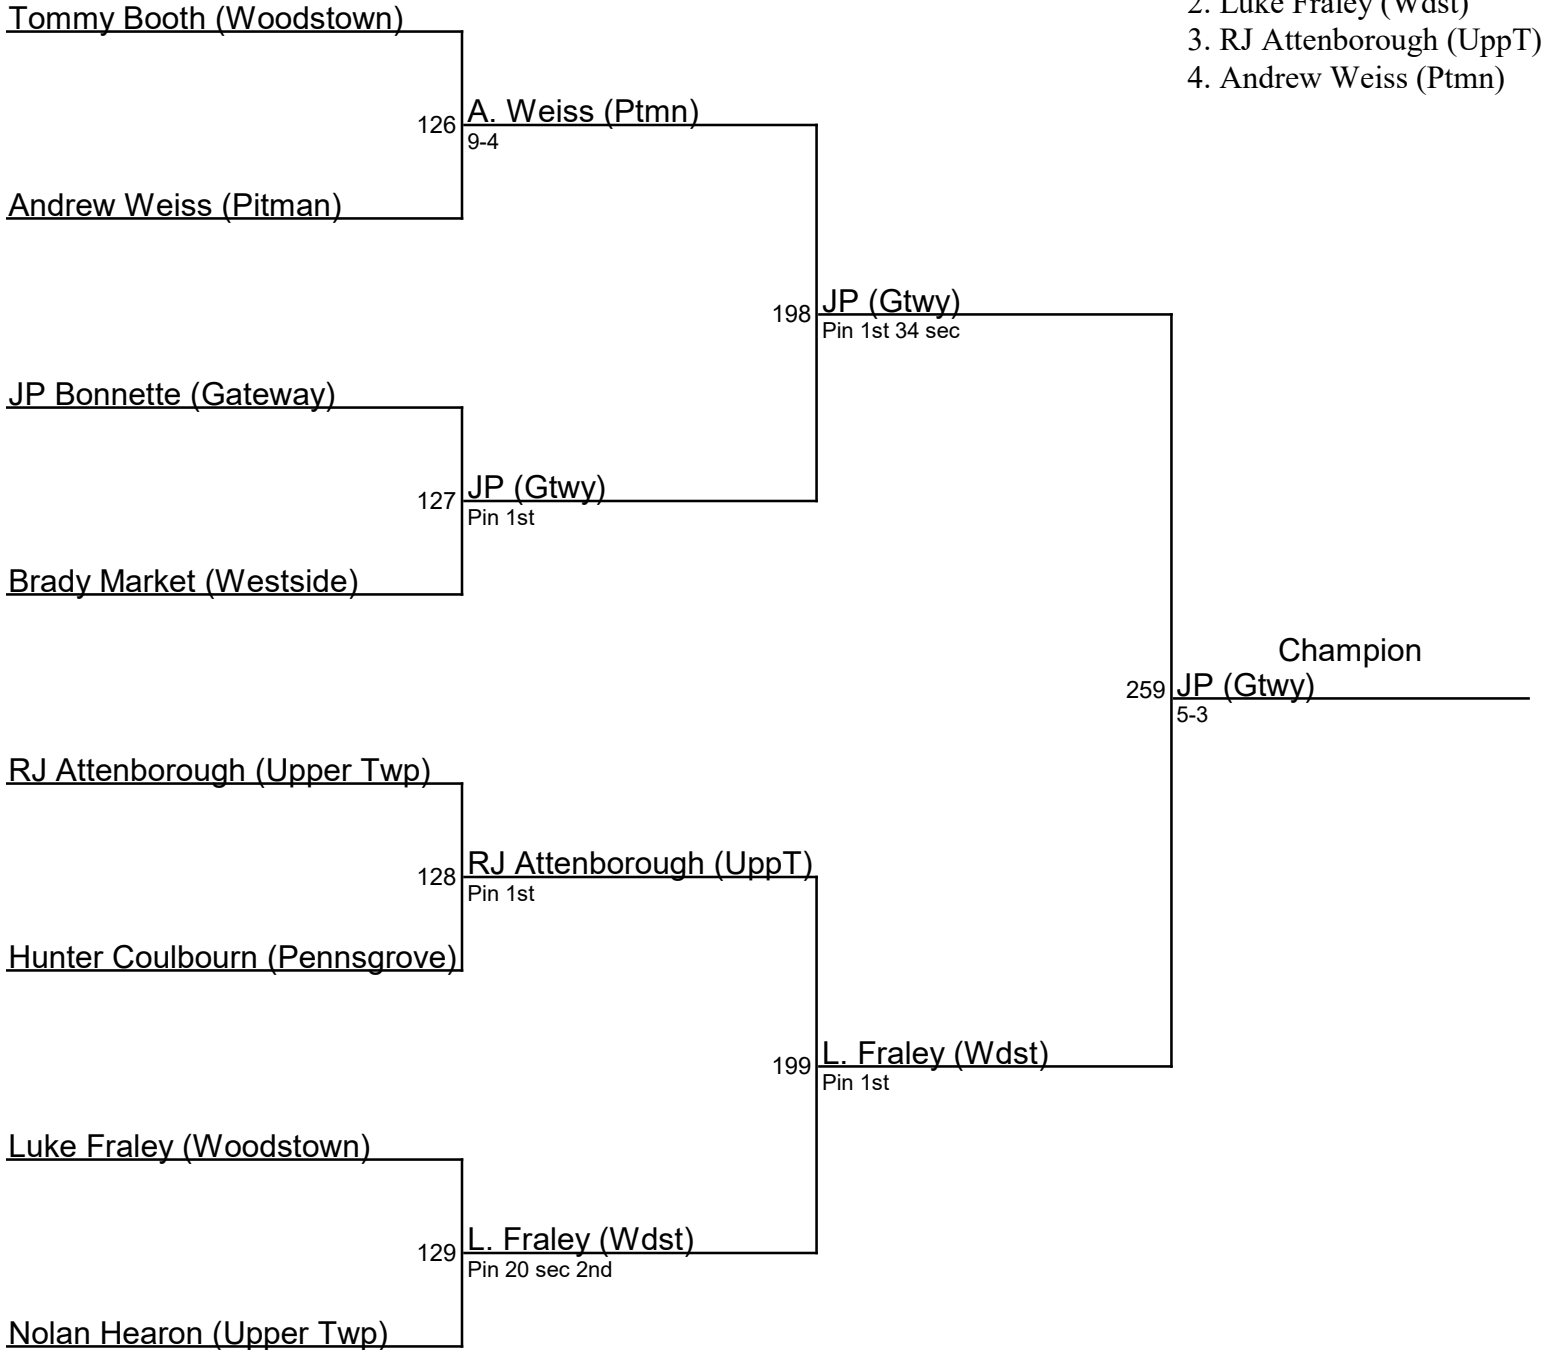 Tommy Booth (Woodstown)
2. Luke Fraley (Wdst)
3. RJ Attenborough (UppT)
4. Andrew Weiss (Ptmn)
126
A. Weiss (Ptmn)
9-4
Andrew Weiss (Pitman)
198
JP (Gtwy)
Pin 1st 34 sec
JP Bonnette (Gateway)
127
JP (Gtwy)
Pin 1st
Brady Market (Westside)
Champion
259
JP (Gtwy)
5-3
RJ Attenborough (Upper Twp)
128
RJ Attenborough (UppT)
Pin 1st
Hunter Coulbourn (Pennsgrove)
199
L. Fraley (Wdst)
Pin 1st
Luke Fraley (Woodstown)
129
L. Fraley (Wdst)
Pin 20 sec 2nd
Nolan Hearon (Upper Twp)